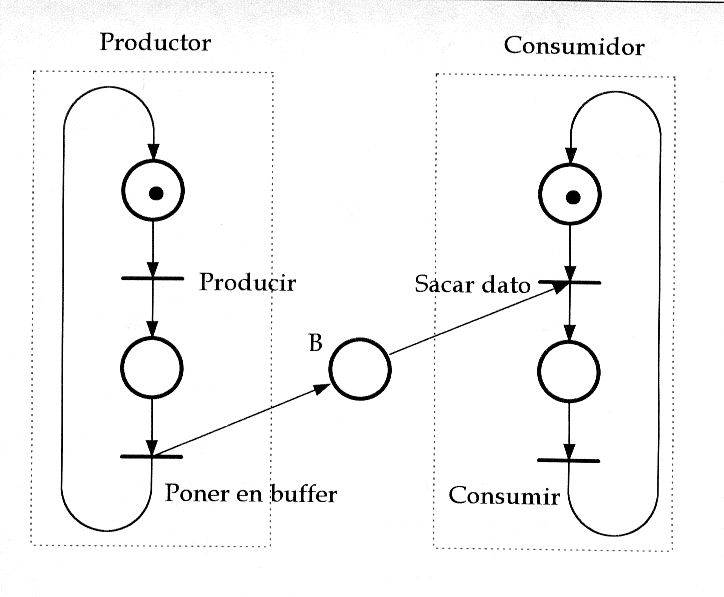 Productor
Consumidor
Producir
Sacar dato
B
Poner en buffer
Consumir